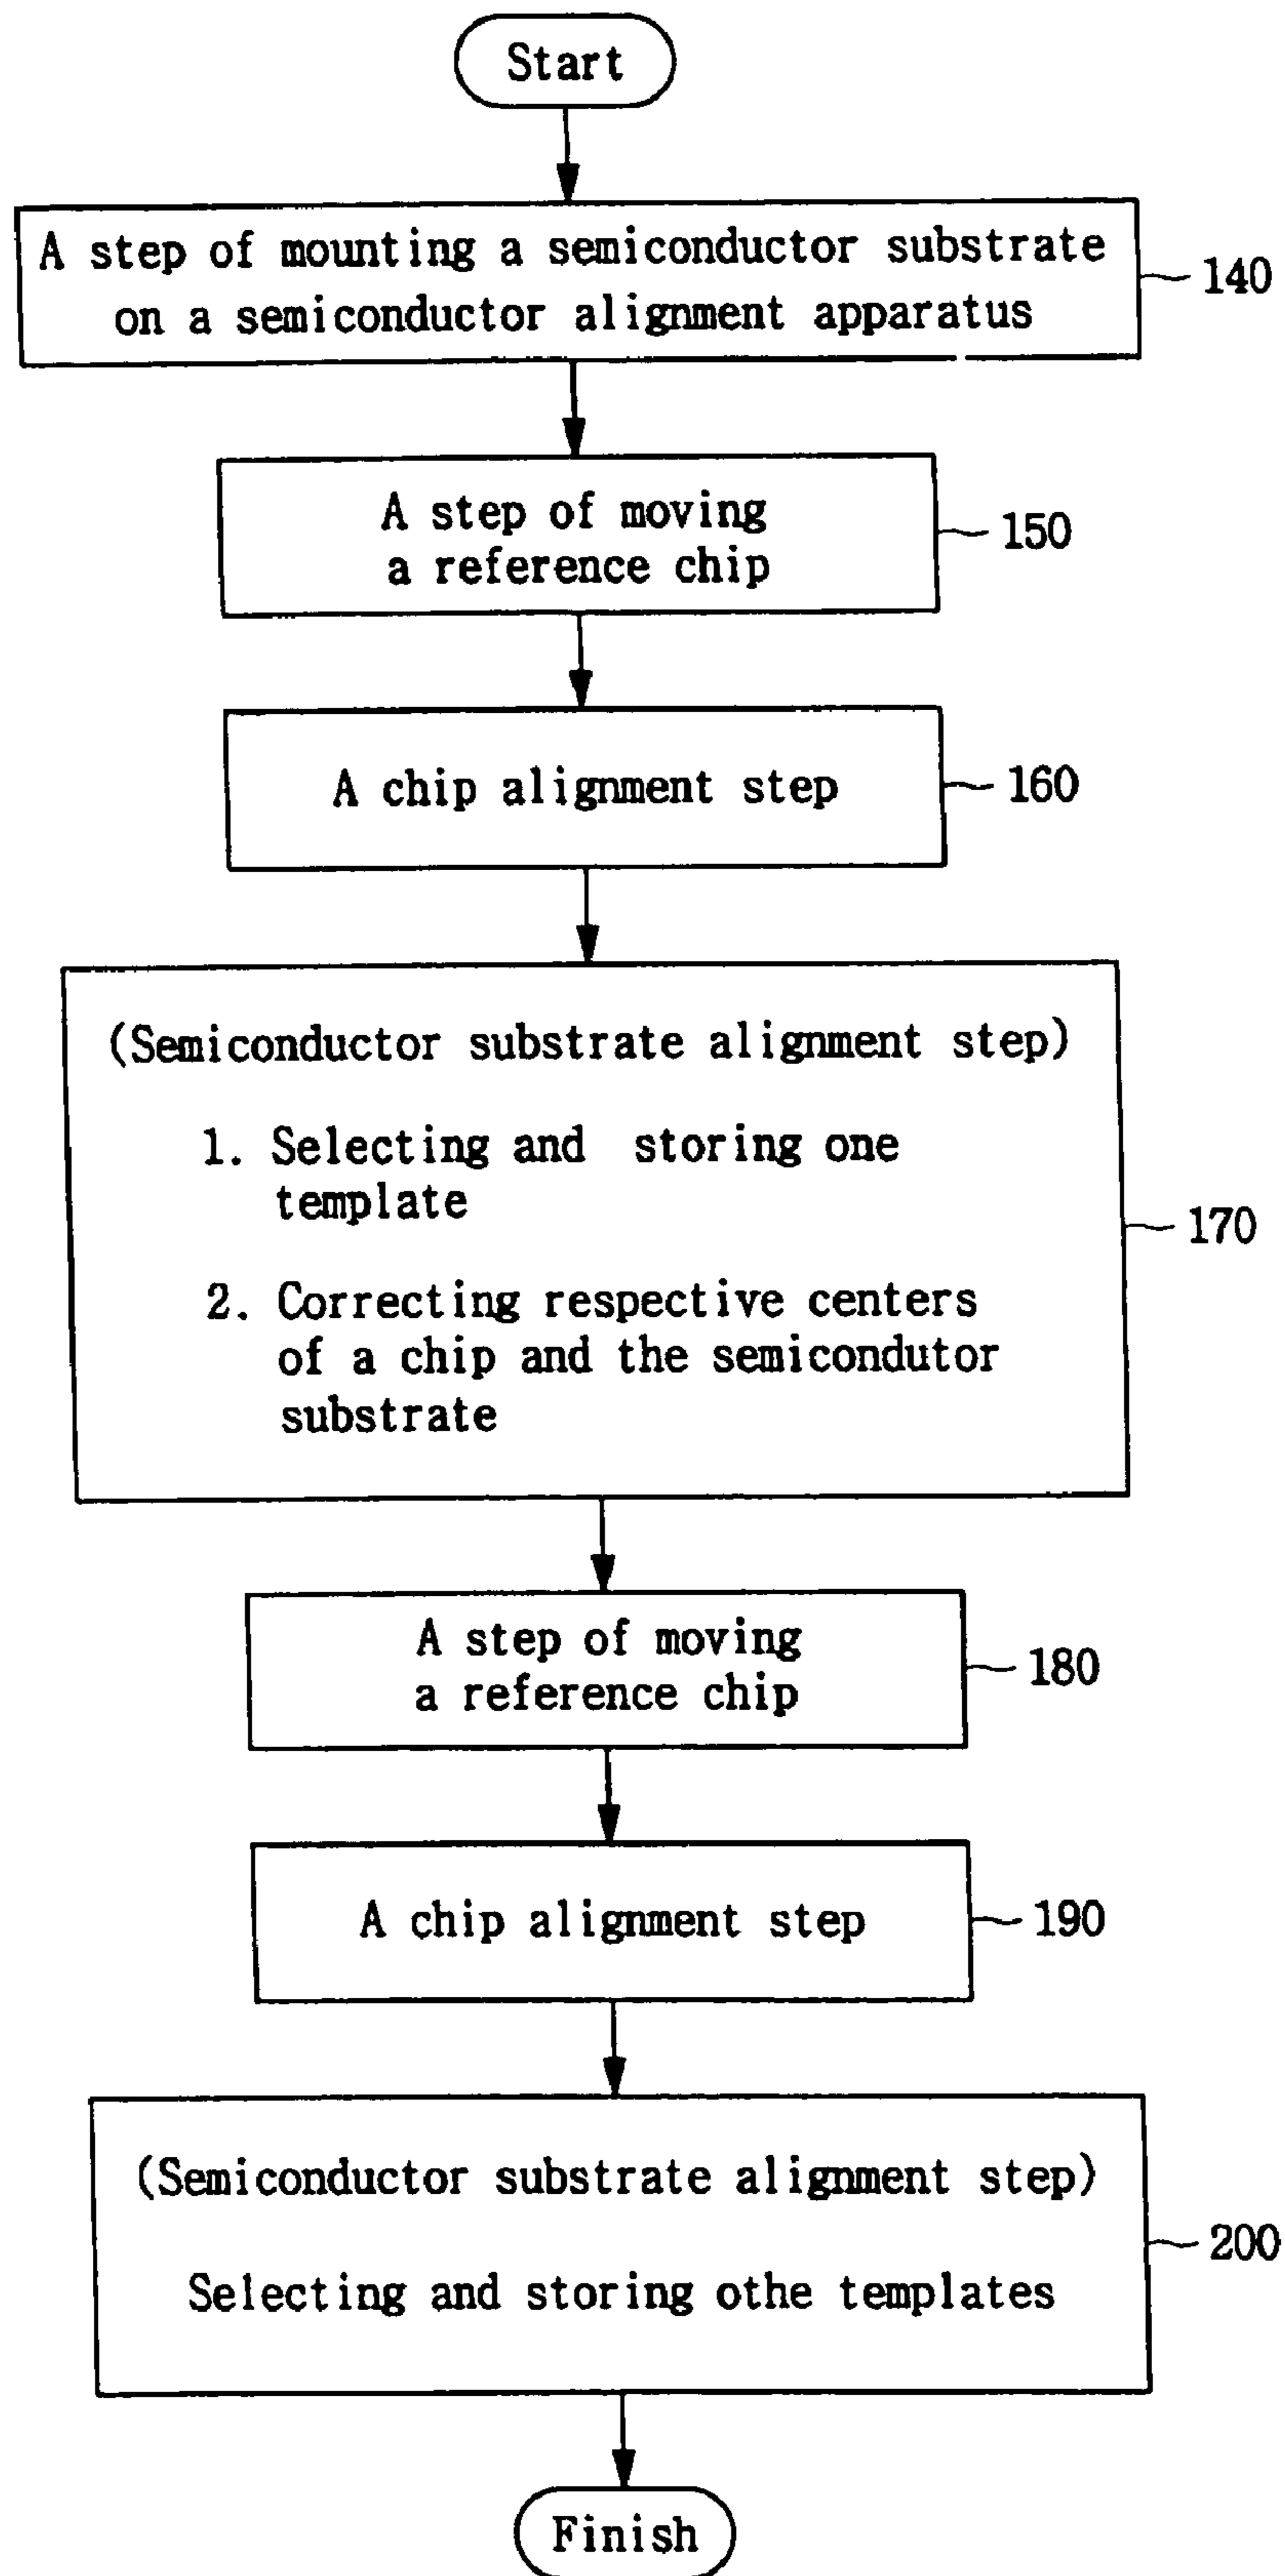 Start
A step of mounting a semiconductor substrate
on a semiconductor alignment apparatus
140
A step of moving
a reference chip
150
A chip alignment step
160
(Semiconductor substrate alignment step)
1. Selecting and storing one
template
2. Correcting respective centers
of a chip and the semicondutor
substrate
170
A step of moving
a reference chip
180
A chip alignment step
190
(Semiconductor substrate alignment step)
Selecting and storing othe templates
200
Finish